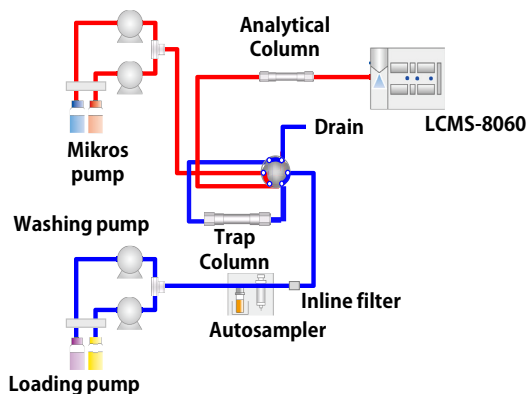 Analytical
Column
LCMS-8060
Drain
Mikros
pump
Washing pump
Trap
Column
Inline filter
Autosampler
Loading pump